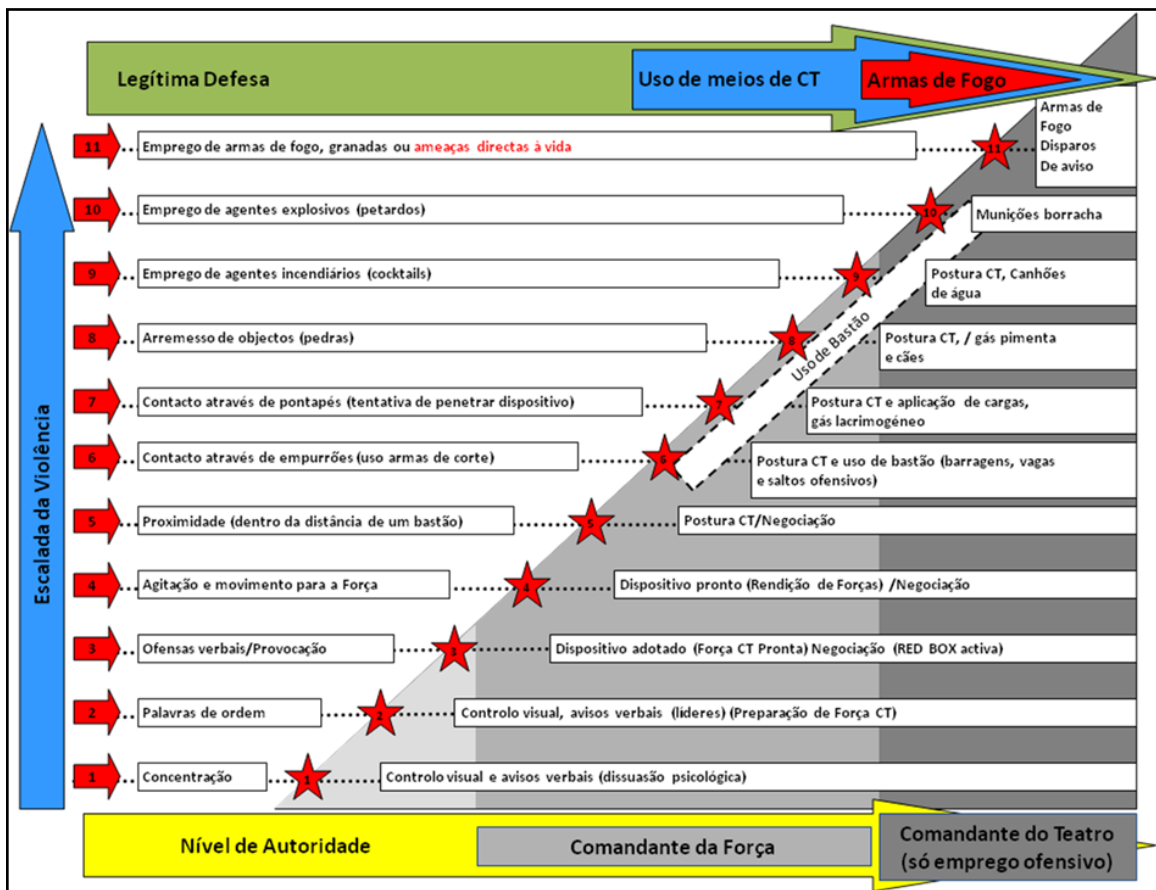 Legítima Defesa
Uso de meios de CT
Armas de Fogo
Escalada da Violência
11
Emprego de armas de fogo, granadas ou ameaças directas à vida
11
Armas de
Fogo
Disparos
De aviso
10
Emprego de agentes explosivos (petardos)
10
Munições borracha
9
Emprego de agentes incendiários (cocktails)
9
Postura CT, Canhões
de água
8
Arremesso de objectos (pedras)
8
Postura CT, / gás pimenta
e cães
Uso de Bastão
7
Contacto através de pontapés (tentativa de penetrar dispositivo)
7
Postura CT e aplicação de cargas,
gás lacrimogéneo
6
Contacto através de empurrões (uso armas de corte)
6
Postura CT e uso de bastão (barragens, vagas
e saltos ofensivos)
5
Proximidade (dentro da distância de um bastão)
5
Postura CT/Negociação
4
Agitação e movimento para a Força
4
Dispositivo pronto (Rendição de Forças) /Negociação
3
Ofensas verbais/Provocação
3
Dispositivo adotado (Força CT Pronta) Negociação (RED BOX activa)
2
Palavras de ordem
2
Controlo visual, avisos verbais (líderes) (Preparação de Força CT)
1
Concentração
1
Controlo visual e avisos verbais (dissuasão psicológica)
Nível de Autoridade
Comandante da Força
Comandante do Teatro
(só emprego ofensivo)